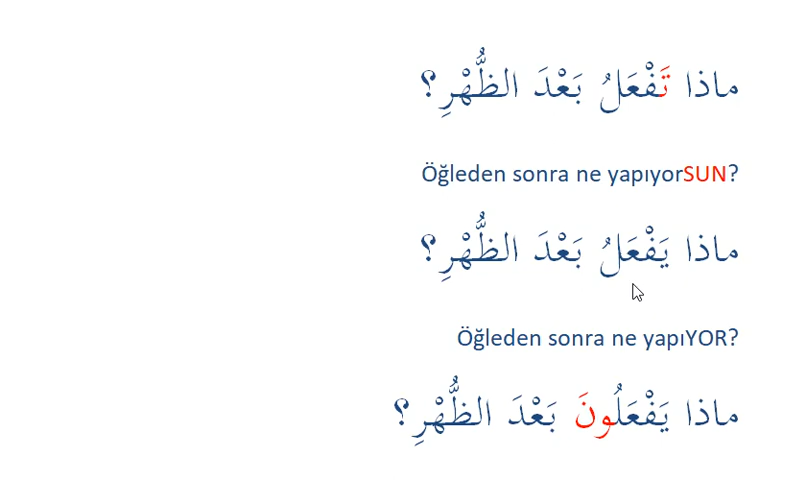 ماذا تَفْعَلُ بَعْدَ الظُّهْرِ؟
Öğleden sonra ne yapıyorSUN?
ماذا يَفْعَلُ بَعْدَ الظُّهْرِ؟
Öğleden sonra ne yapıYOR?
ماذا يَفْعَلُونَ بَعْدَ الظُّهْرِ؟